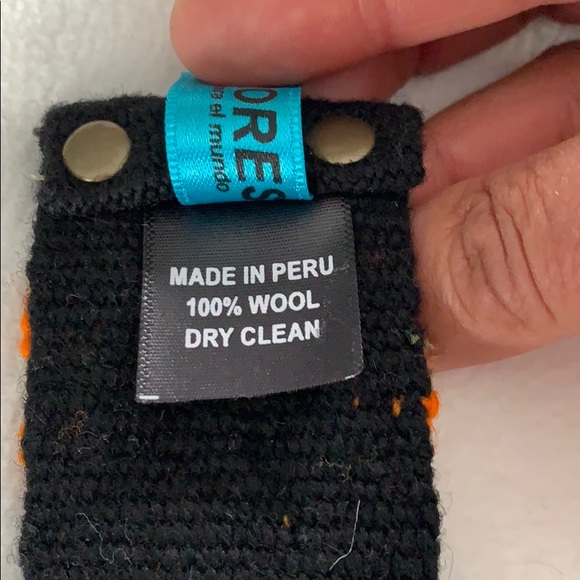 ORES
el mundo
MADE IN PERU
100% WOOL
DRY CLEAN